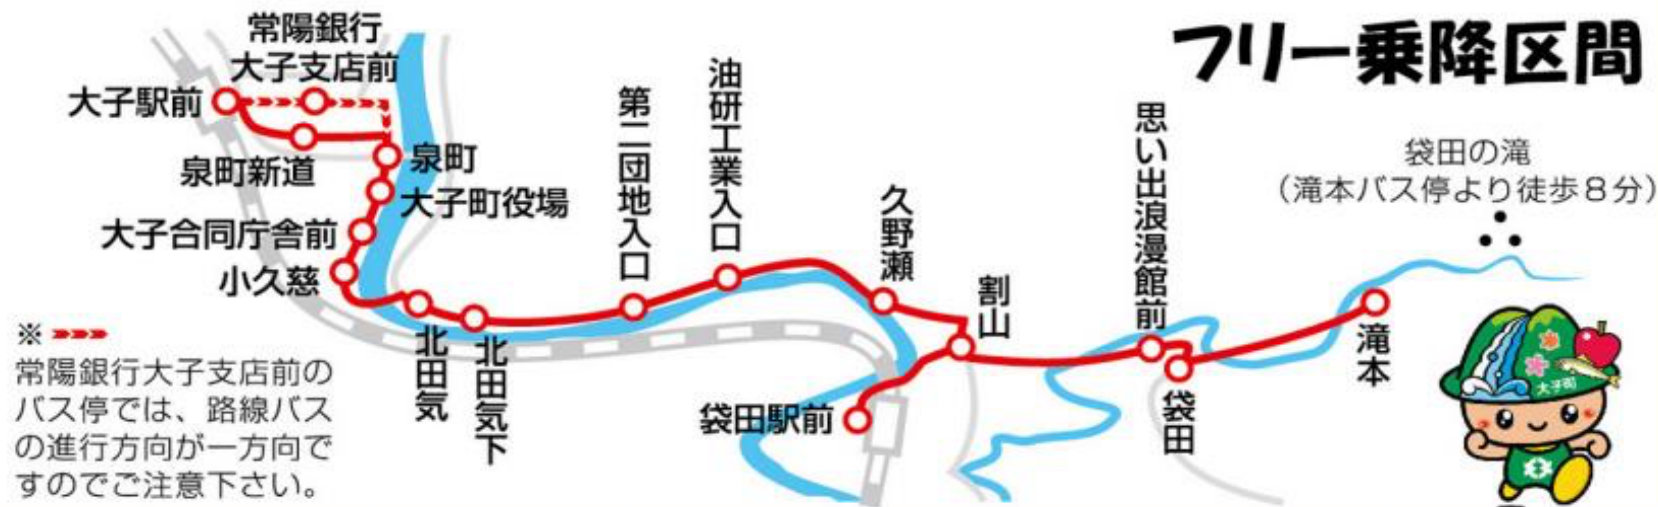 フリー乗降区間
常陽銀行
大子支店前
大子駅前
泉町新道
泉町
大子町役場
大子合同庁舎前
小久慈
北田気
北田気下
第二団地入口
油研工業入口
久野瀬
割山
袋田駅前
思い出浪漫館前
袋田
滝本
袋田の滝
（滝本バス停より徒歩８分）
※
常陽銀行大子支店前の
バス停では、路線バス
の進行方向が一方向で
すのでご注意下さい。
大子町